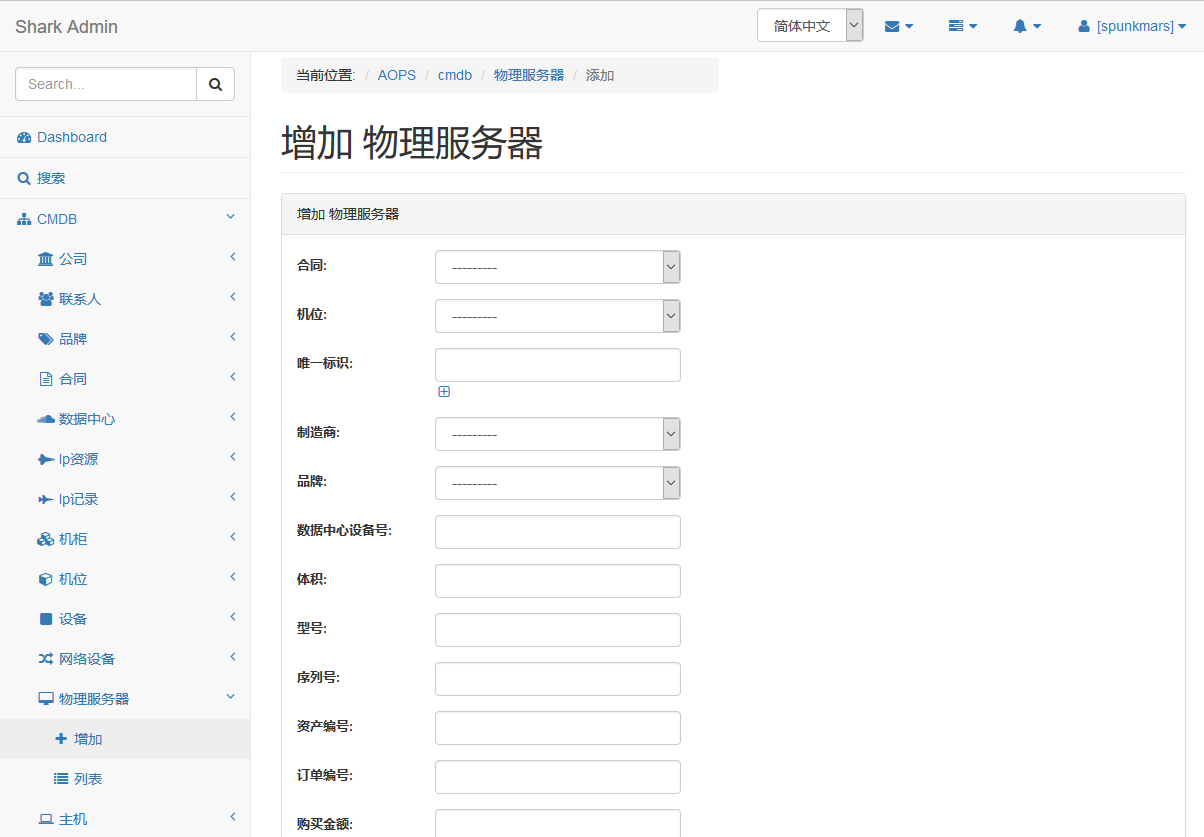 Shark Admin
简体中文
[spunkmars]
Search...
Dashboard
搜索
CMDB
公司
联系人
品牌
合同
数据中心
Ip资源
Ip记录
机柜
机位
设备
网络设备
物理服务器
增加
列表
主机
当前位置: / AOPS / cmdb / 物理服务器 / 添加
增加 物理服务器
增加 物理服务器
合同: ---------
机位: ---------
唯一标识:
制造商: ---------
品牌: ---------
数据中心设备号:
体积:
型号:
序列号:
资产编号:
订单编号:
购买金额: